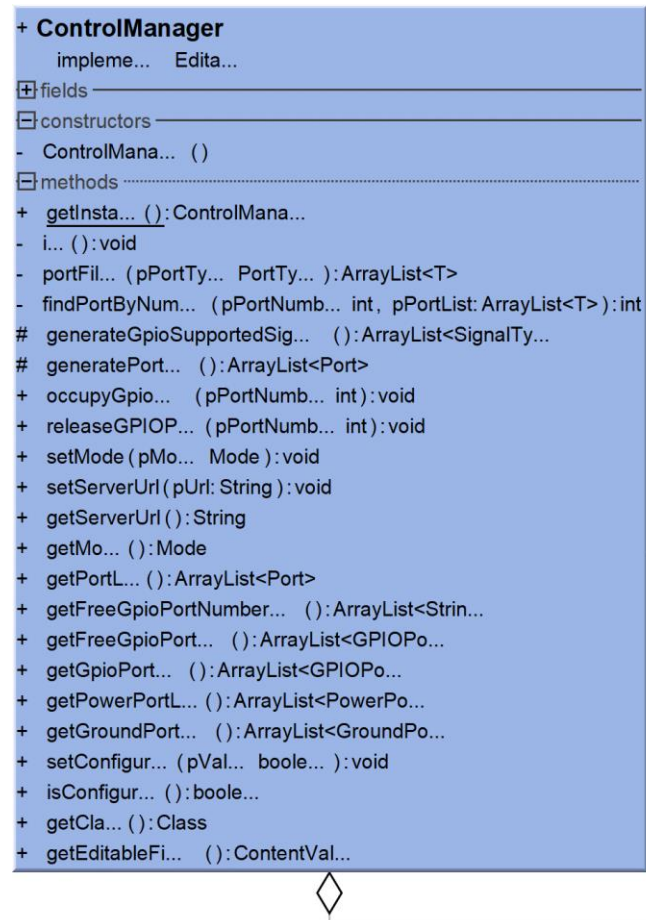 + ControlManager
impleme... Edita...
+ fields
- constructors
- ControlMana... ()
- methods
+ getInsta... ():ControlMana...
- i... ():void
- portFil... (pPortTy... PortTy... ):ArrayList<T>
- findPortByNum... (pPortNumb... int, pPortList:ArrayList<T>):int
# generateGpioSupportedSig... ():ArrayList<SignalTy...
# generatePort... ():ArrayList<Port>
+ occupyGpio... (pPortNumb... int):void
+ releaseGPIOP... (pPortNumb... int):void
+ setMode(pMo... Mode):void
+ setServerUrl(pUrl:String):void
+ getServerUrl():String
+ getMo... ():Mode
+ getPortL... ():ArrayList<Port>
+ getFreeGpioPortNumber... ():ArrayList<Strin...
+ getFreeGpioPort... ():ArrayList<GPIOPo...
+ getGpioPort... ():ArrayList<GPIOPo...
+ getPowerPortL... ():ArrayList<PowerPo...
+ getGroundPort... ():ArrayList<GroundPo...
+ setConfigur... (pVal... boole... ):void
+ isConfigur... ():boole...
+ getCla... ():Class
+ getEditableFi... ():ContentVal...